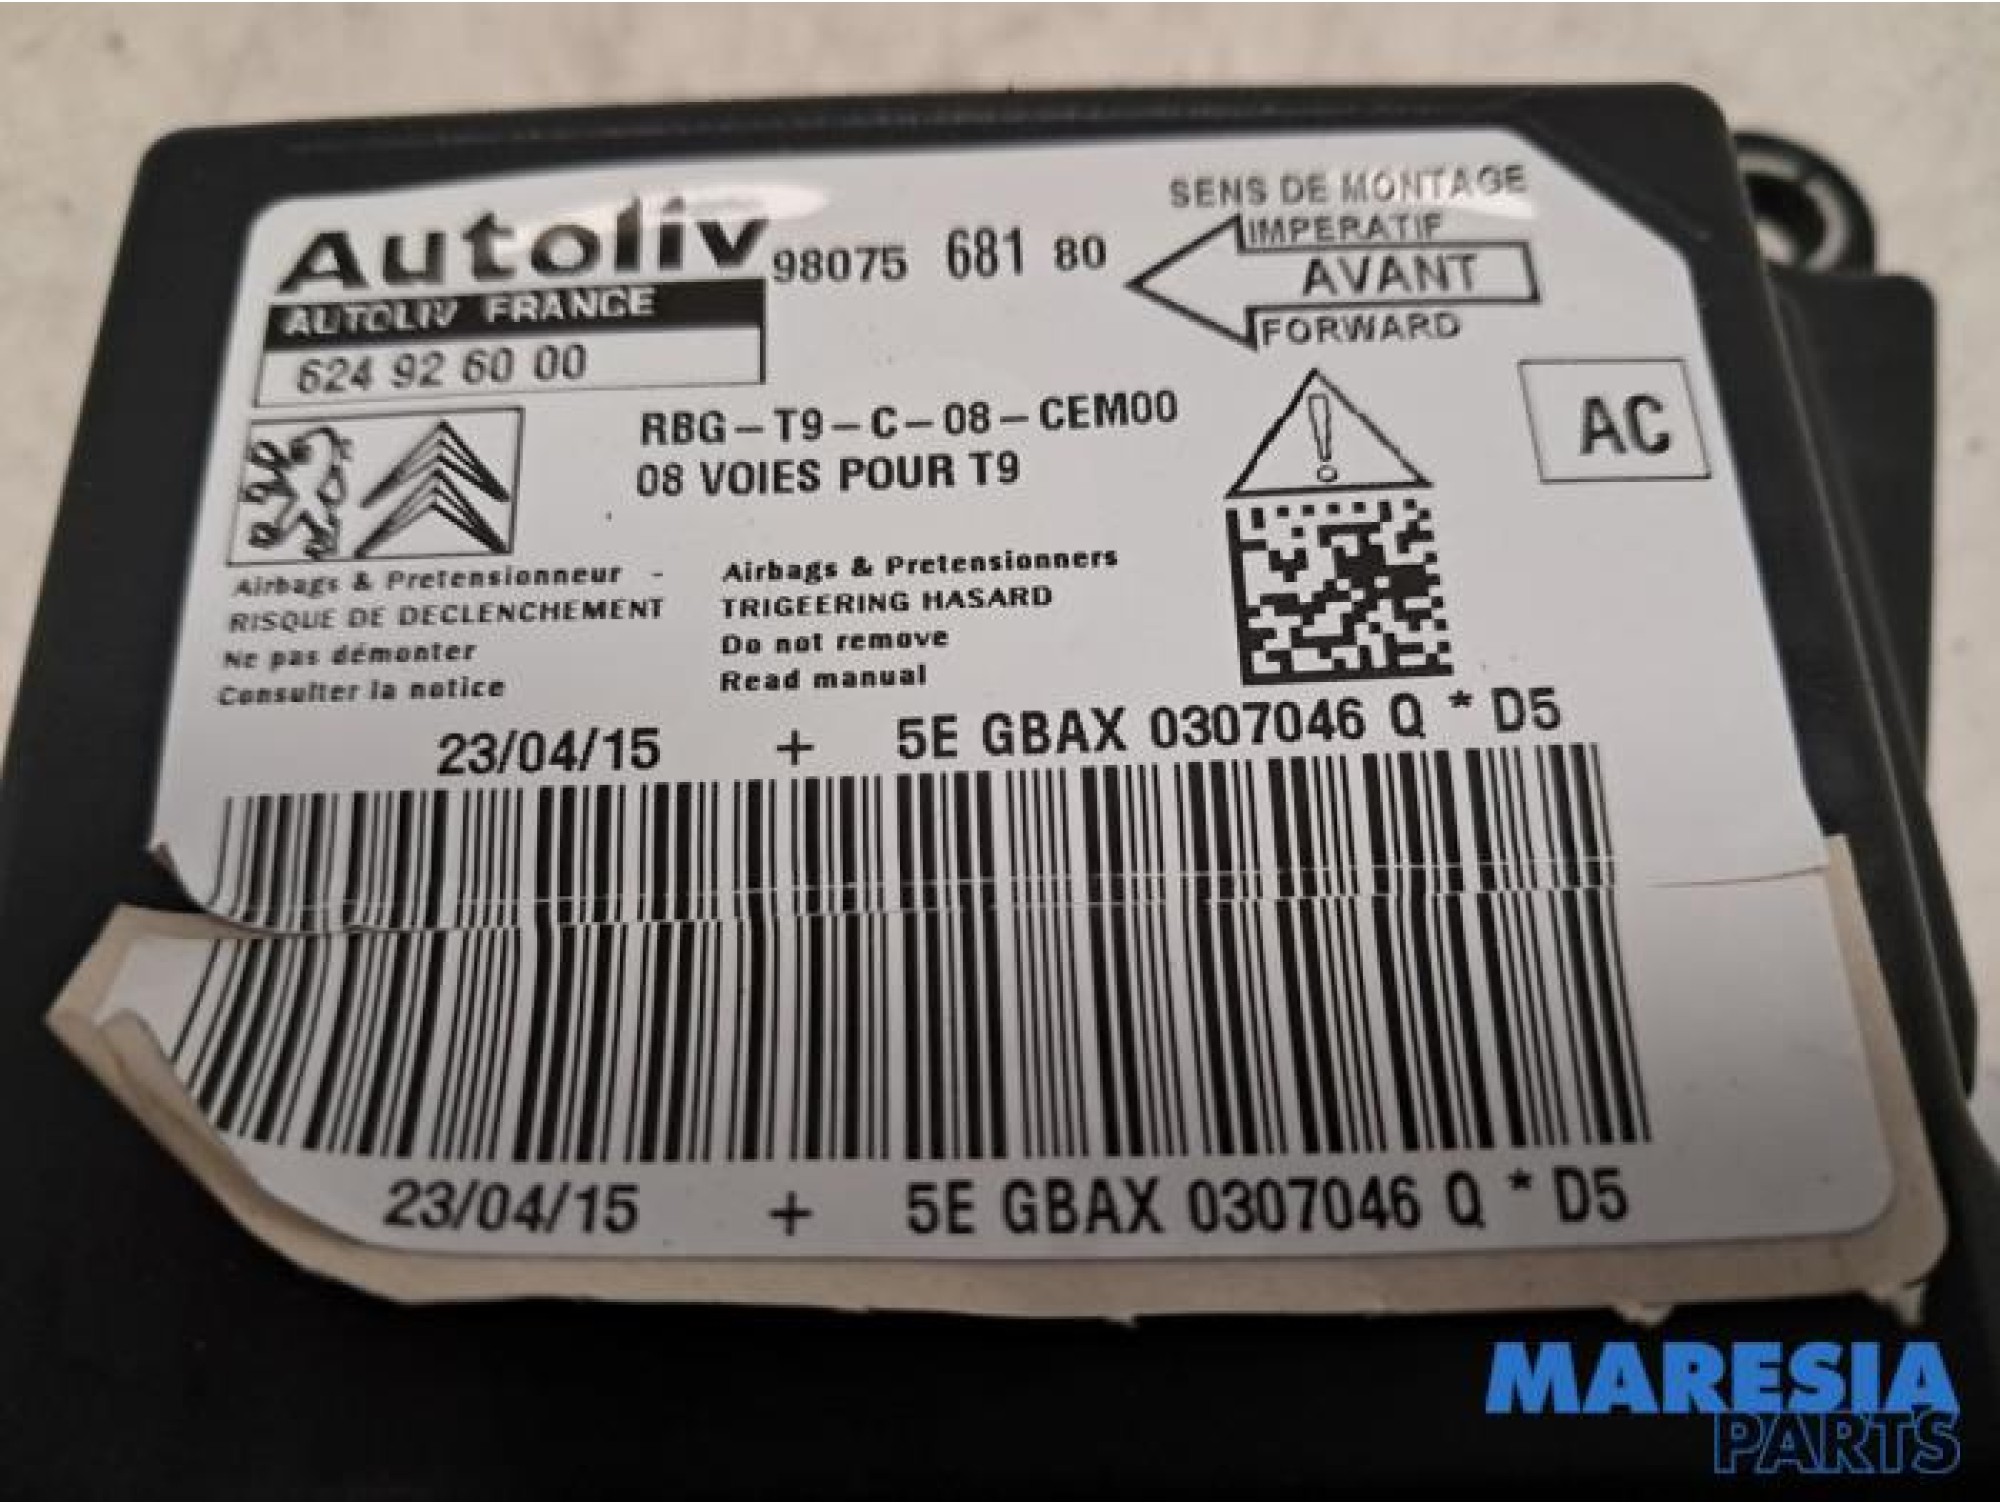 Autoliv 98075 681 80
AUTOLIV FRANCE
624 92 60 00
SENS DE MONTAGE
IMPERATIF
AVANT
FORWARD
AC
RBG-T9-C-08-CEM00
08 VOIES POUR T9
Airbags & Pretensionneur -
RISQUE DE DECLENCHEMENT
Ne pas démonter
Consulter la notice
Airbags & Pretensionners
TRIGEERING HASARD
Do not remove
Read manual
23/04/15 + 5E GBAX 0307046 Q * D5
23/04/15 + 5E GBAX 0307046 Q * D5
MARESIA
PARTS